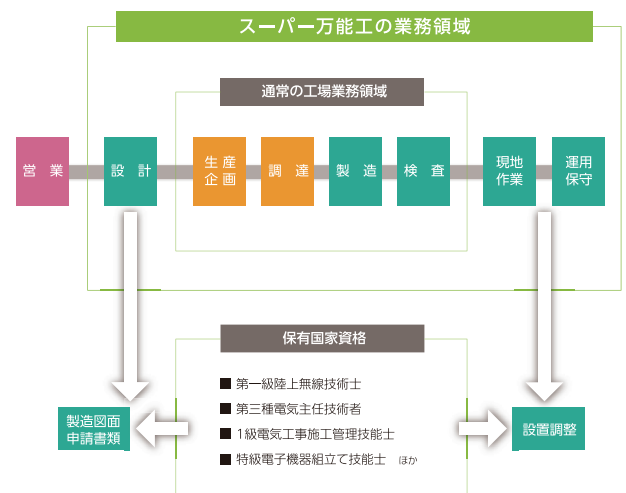 スーパー万能工の業務領域
通常の工場業務領域
営業
設計
生産
企画
調達
製造
検査
現地
作業
運用
保守
保有国家資格
■ 第一級陸上無線技術士
■ 第三種電気主任技術者
■ 1級電気工事施工管理技能士
■ 特級電子機器組立て技能士 ほか
製造図面
申請書類
設置調整